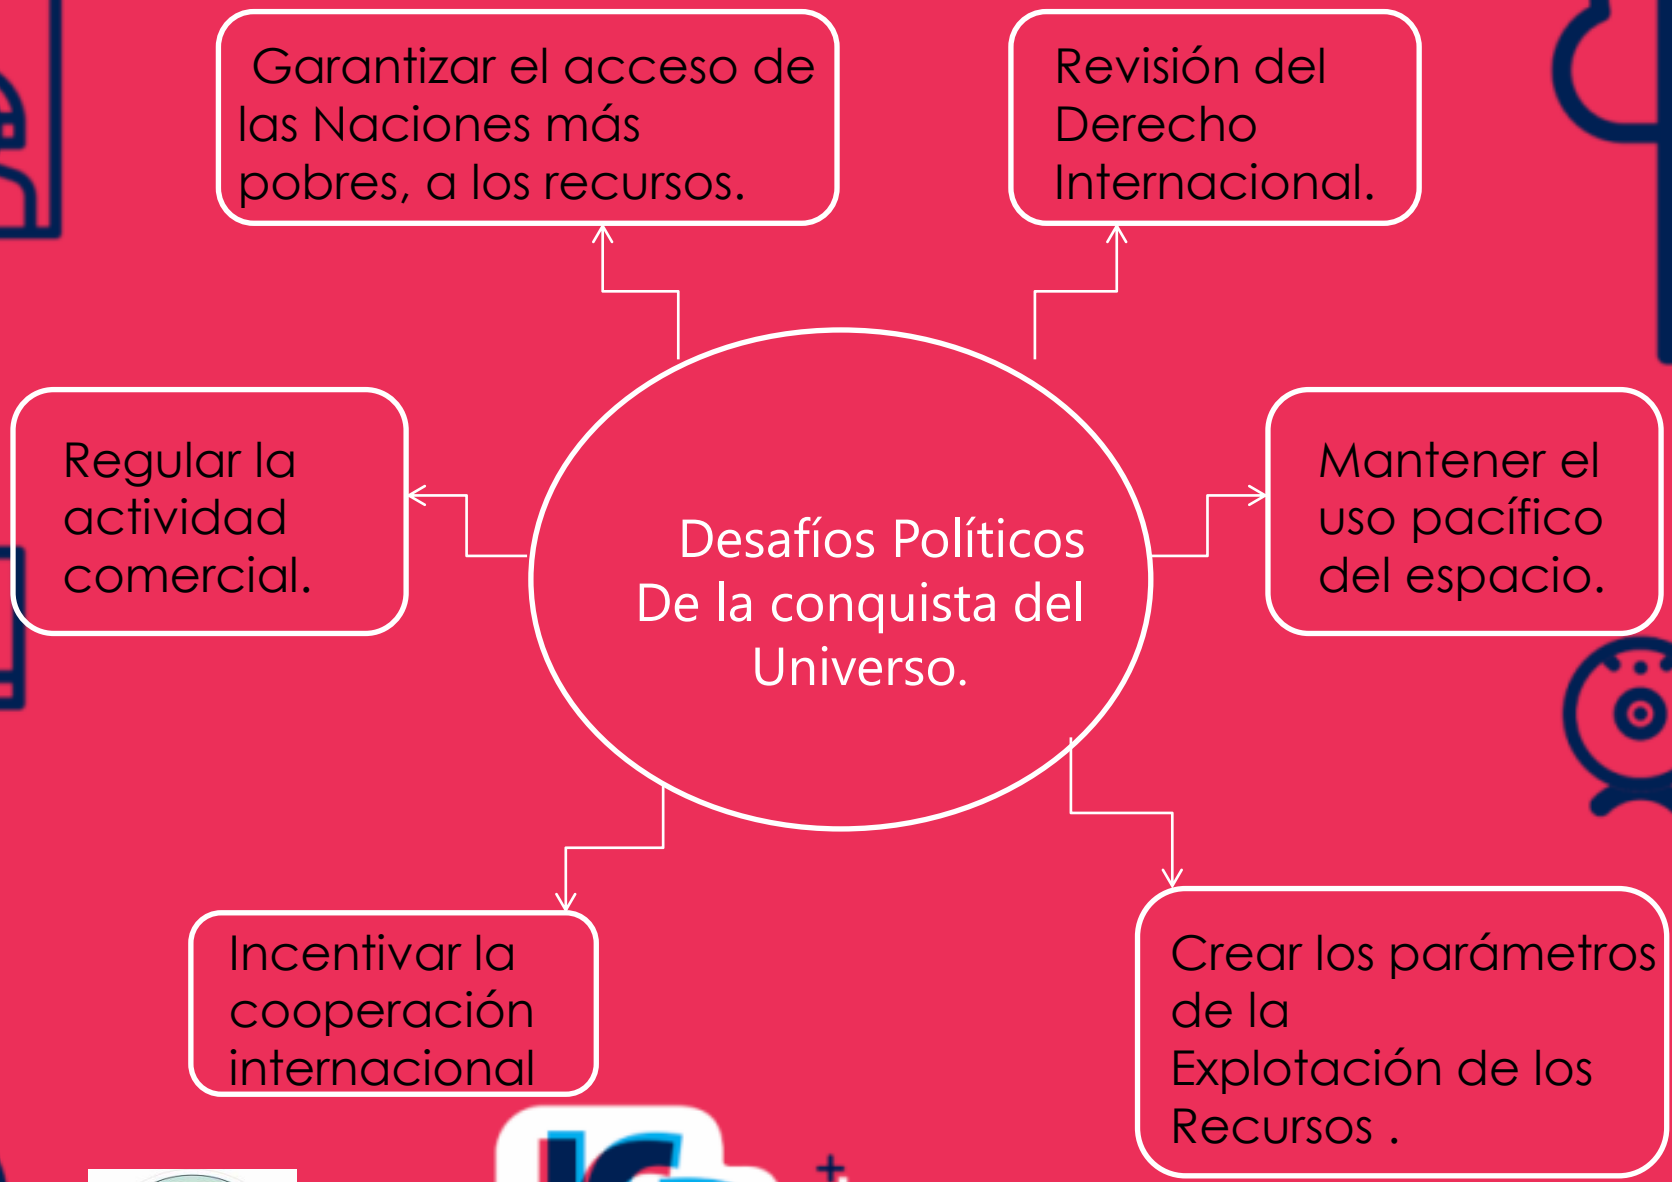 Garantizar el acceso de
las Naciones más
pobres, a los recursos.
Revisión del
Derecho
Internacional.
Regular la
actividad
comercial.
Desafíos Políticos
De la conquista del
Universo.
Mantener el
uso pacífico
del espacio.
Incentivar la
cooperación
internacional
Crear los parámetros
de la
Explotación de los
Recursos .